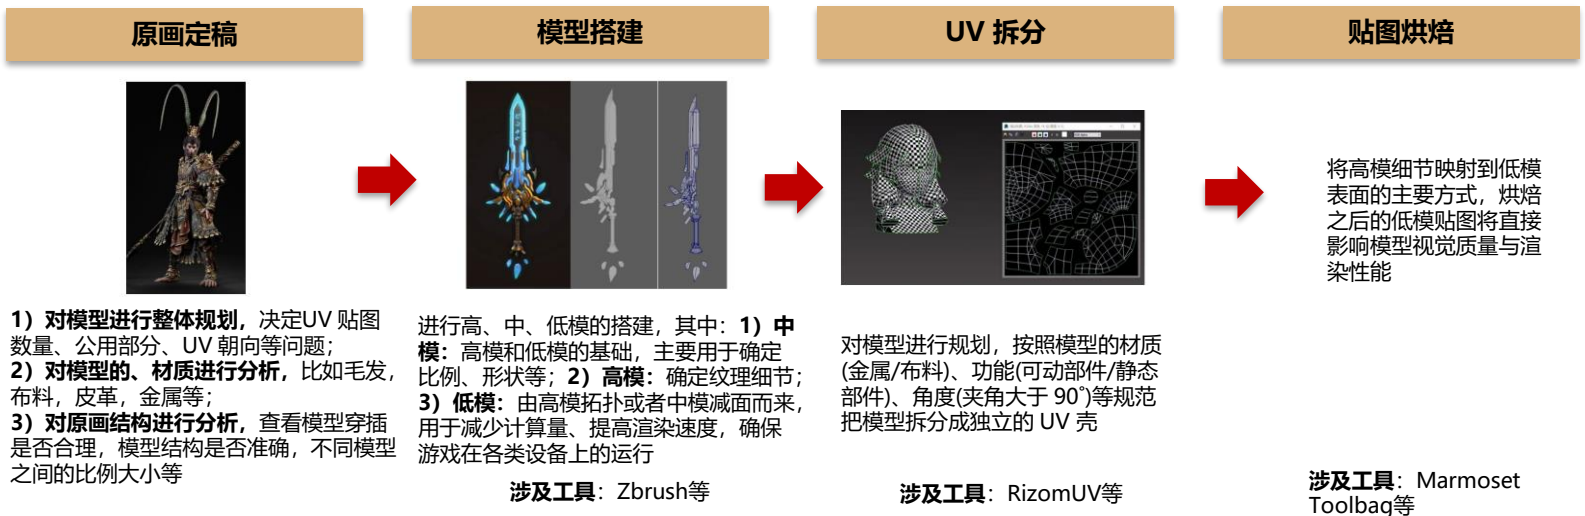 原画定稿
模型搭建
UV 拆分
贴图烘焙
1）对模型进行整体规划，决定UV 贴图
数量、公用部分、UV 朝向等问题；
2）对模型的、材质进行分析，比如毛发，
布料，皮革，金属等；
3）对原画结构进行分析，查看模型穿插
是否合理，模型结构是否准确，不同模型
之间的比例大小等
进行高、中、低模的搭建，其中：1）中
模：高模和低模的基础，主要用于确定
比例、形状等；2）高模：确定纹理细节；
3）低模：由高模拓扑或者中模减面而来，
用于减少计算量、提高渲染速度，确保
游戏在各类设备上的运行
涉及工具：Zbrush等
对模型进行规划，按照模型的材质
(金属/布料)、功能(可动部件/静态
部件)、角度(夹角大于 90°)等规范
把模型拆分成独立的 UV 壳
涉及工具：RizomUV等
将高模细节映射到低模
表面的主要方式，烘焙
之后的低模贴图将直接
影响模型视觉质量与渲
染性能
涉及工具：Marmoset
Toolbag等